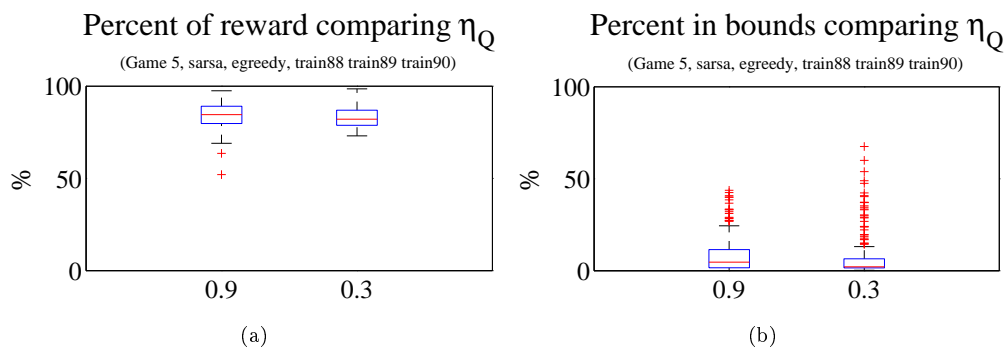 Percent of reward comparing η_Q
(Game 5, sarsa, egreedy, train88 train89 train90)
100
50
0
%
0.9 0.3
(a)
Percent in bounds comparing η_Q
(Game 5, sarsa, egreedy, train88 train89 train90)
100
50
0
%
0.9 0.3
(b)